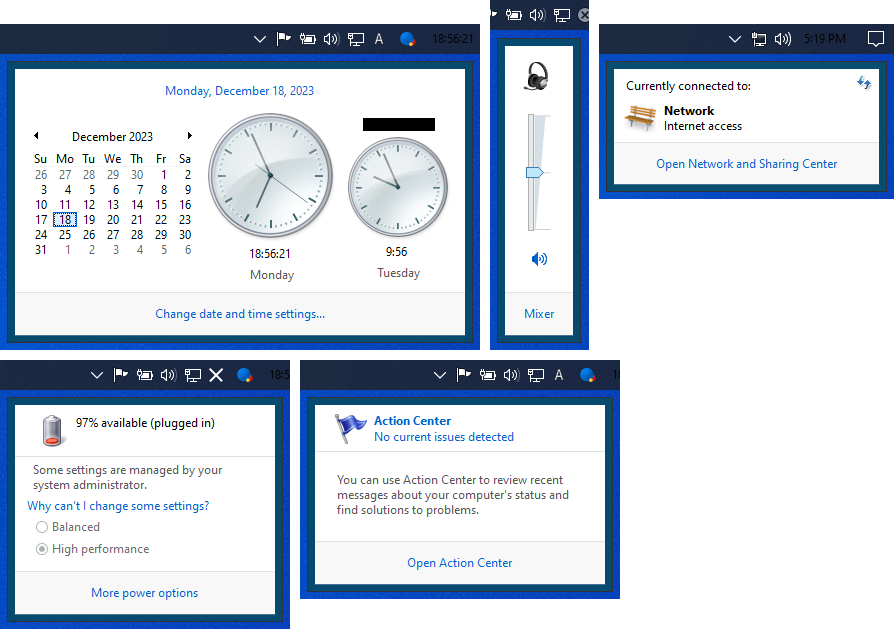 A 18:56:21
Monday, December 18, 2023
December 2023
Su Mo Tu We Th Fr Sa
26 27 28 29 30 1 2
3 4 5 6 7 8 9
10 11 12 13 14 15 16
17 18 19 20 21 22 23
24 25 26 27 28 29 30
31 1 2 3 4 5 6
18:56:21
Monday
9:56
Tuesday
Change date and time settings...
Mixer
5:19 PM
Currently connected to:
Network
Internet access
Open Network and Sharing Center
18:5
97% available (plugged in)
Some settings are managed by your
system administrator.
Why can't I change some settings?
Balanced
High performance
More power options
A 1
Action Center
No current issues detected
You can use Action Center to review recent
messages about your computer's status and
find solutions to problems.
Open Action Center